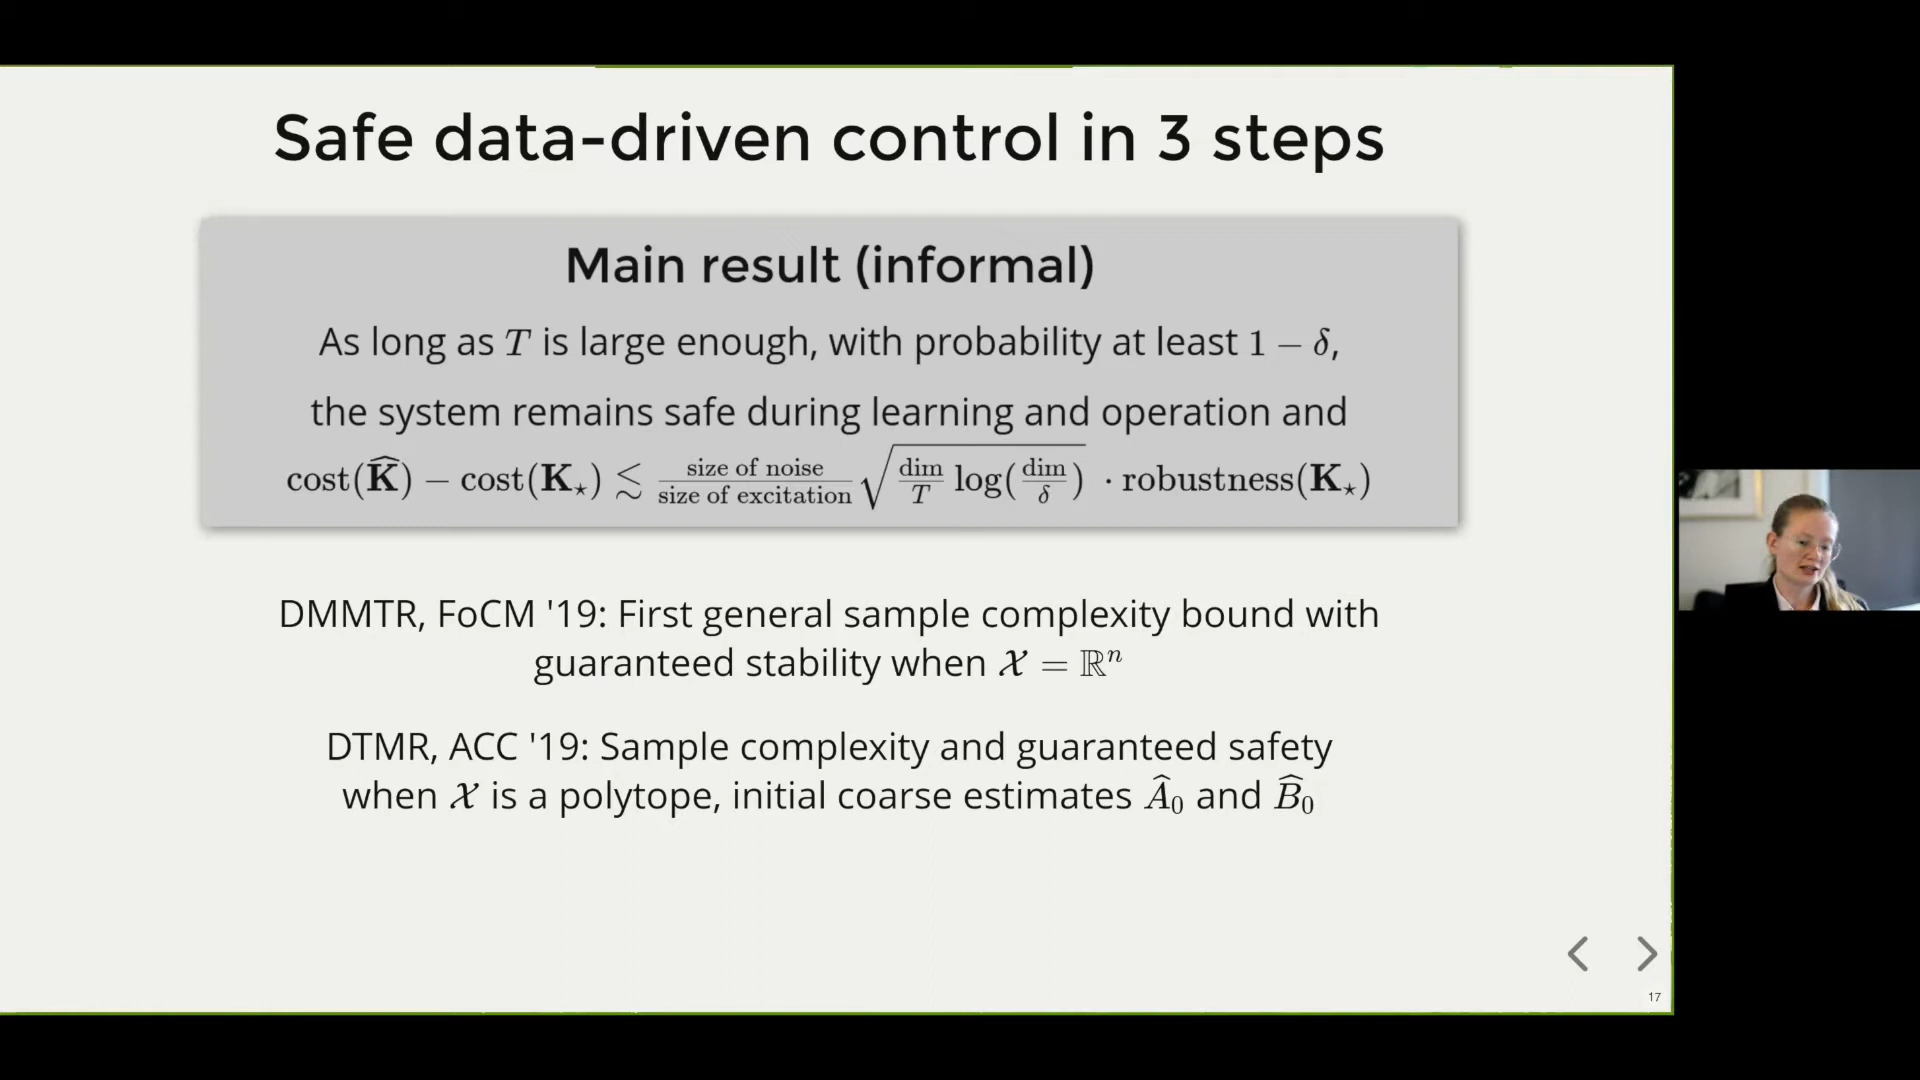 Safe data-driven control in 3 steps
Main result (informal)
As long as T is large enough, with probability at least 1 − δ,
the system remains safe during learning and operation and
cost(K̂) − cost(K⋆) ≲ size of noise / size of excitation √(dim/T log(dim/δ)) · robustness(K⋆)
DMMTR, FoCM '19: First general sample complexity bound with
guaranteed stability when 𝒳 = ℝⁿ
DTMR, ACC '19: Sample complexity and guaranteed safety
when 𝒳 is a polytope, initial coarse estimates Â₀ and B̂₀
17